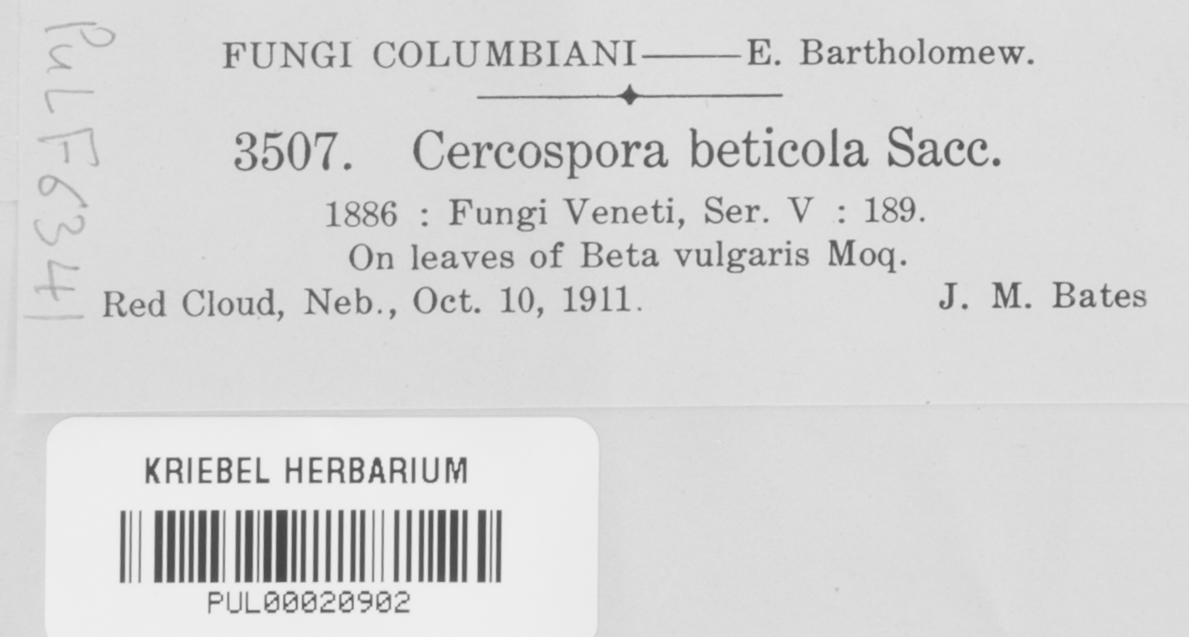 PUL F6341
FUNGI COLUMBIANI——E. Bartholomew.
3507. Cercospora beticola Sacc.
1886 : Fungi Veneti, Ser. V : 189.
On leaves of Beta vulgaris Moq.
Red Cloud, Neb., Oct. 10, 1911. J. M. Bates
KRIEBEL HERBARIUM
PUL00020902